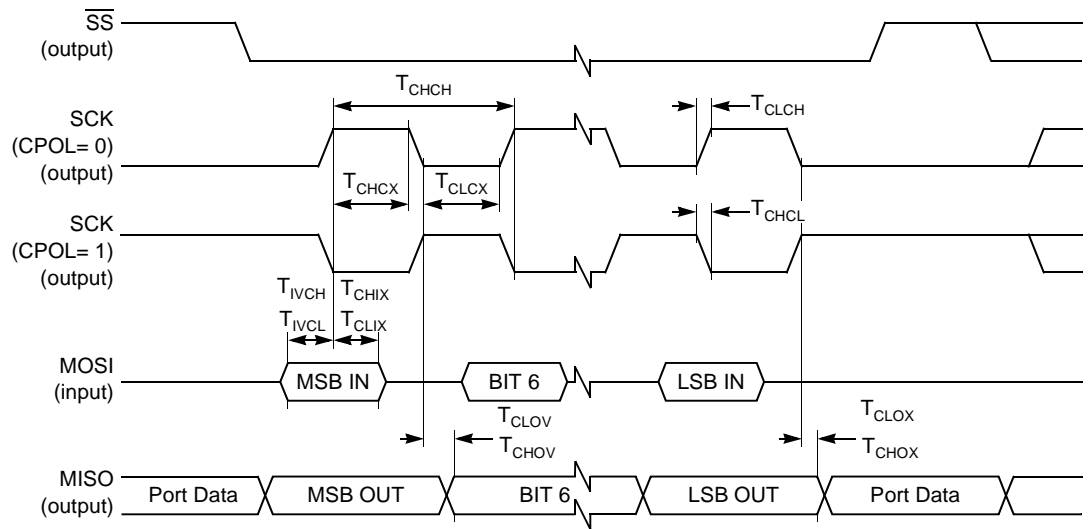 SS
(output)
T_CHCH
T_CLCH
SCK
(CPOL= 0)
(output)
T_CHCX
T_CLCX
T_CHCL
SCK
(CPOL= 1)
(output)
T_IVCH
T_CHIX
T_IVCL
T_CLIX
MOSI
(input)
MSB IN
BIT 6
LSB IN
T_CLOV
T_CLOX
T_CHOV
T_CHOX
MISO
(output)
Port Data
MSB OUT
BIT 6
LSB OUT
Port Data